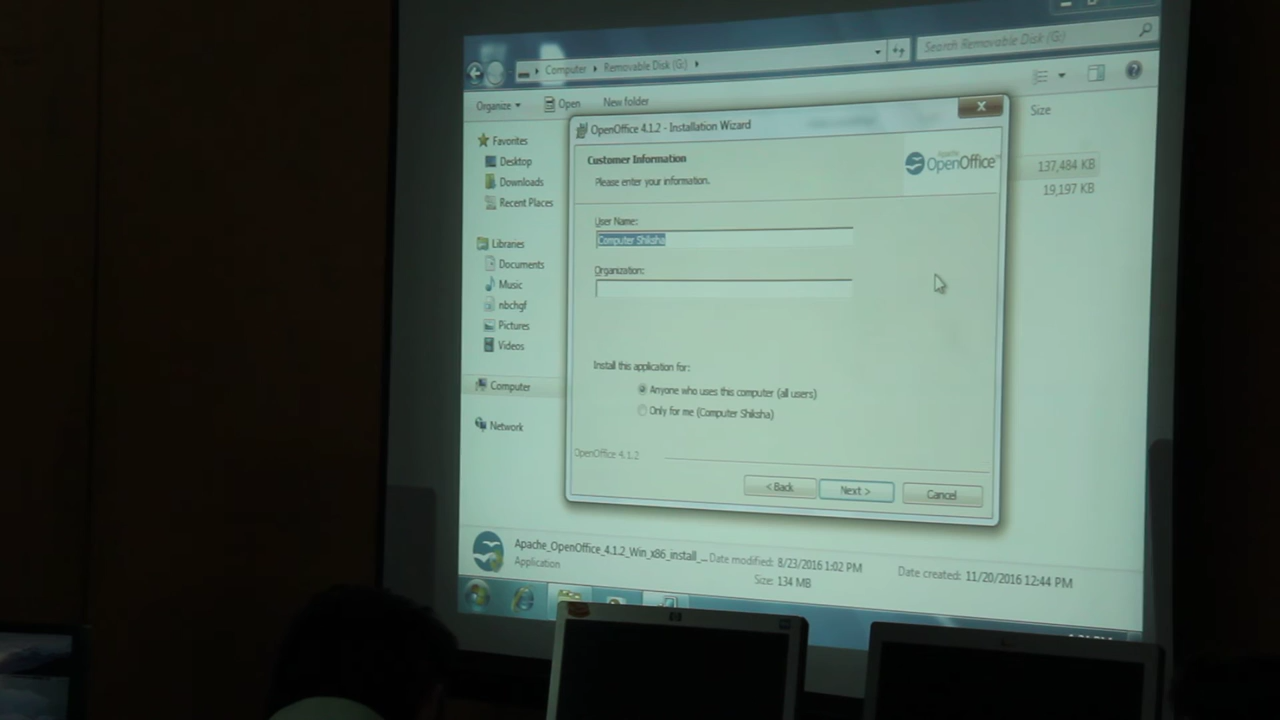 Computer
Removable Disk (G:)
Search Removable Disk (G:)
Organize
Open
New folder
Size
Favorites
Desktop
Downloads
Recent Places
Libraries
Documents
Music
nbchgf
Pictures
Videos
Computer
Network
137,484 KB
19,197 KB
OpenOffice 4.1.2 - Installation Wizard
Customer Information
Please enter your information.
Apache
OpenOffice
User Name:
Computer Shiksha
Organization:
Install this application for:
Anyone who uses this computer (all users)
Only for me (Computer Shiksha)
OpenOffice 4.1.2
< Back
Next >
Cancel
Apache_OpenOffice_4.1.2_Win_x86_install_...
Date modified: 8/23/2016 1:02 PM
Date created: 11/20/2016 12:44 PM
Application
Size: 134 MB